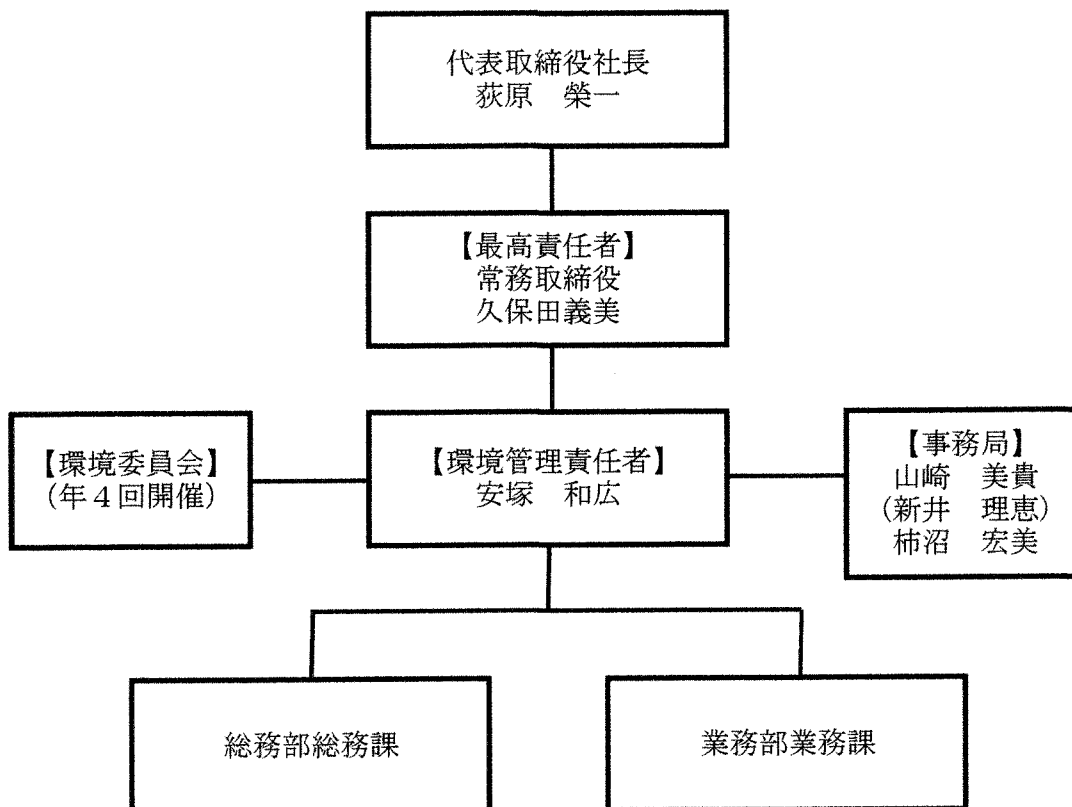 代表取締役社長
荻原　榮一
【最高責任者】
常務取締役
久保田義美
【環境委員会】
（年４回開催）
【環境管理責任者】
安塚　和広
【事務局】
山崎　美貴
（新井　理恵）
柿沼　宏美
総務部総務課
業務部業務課